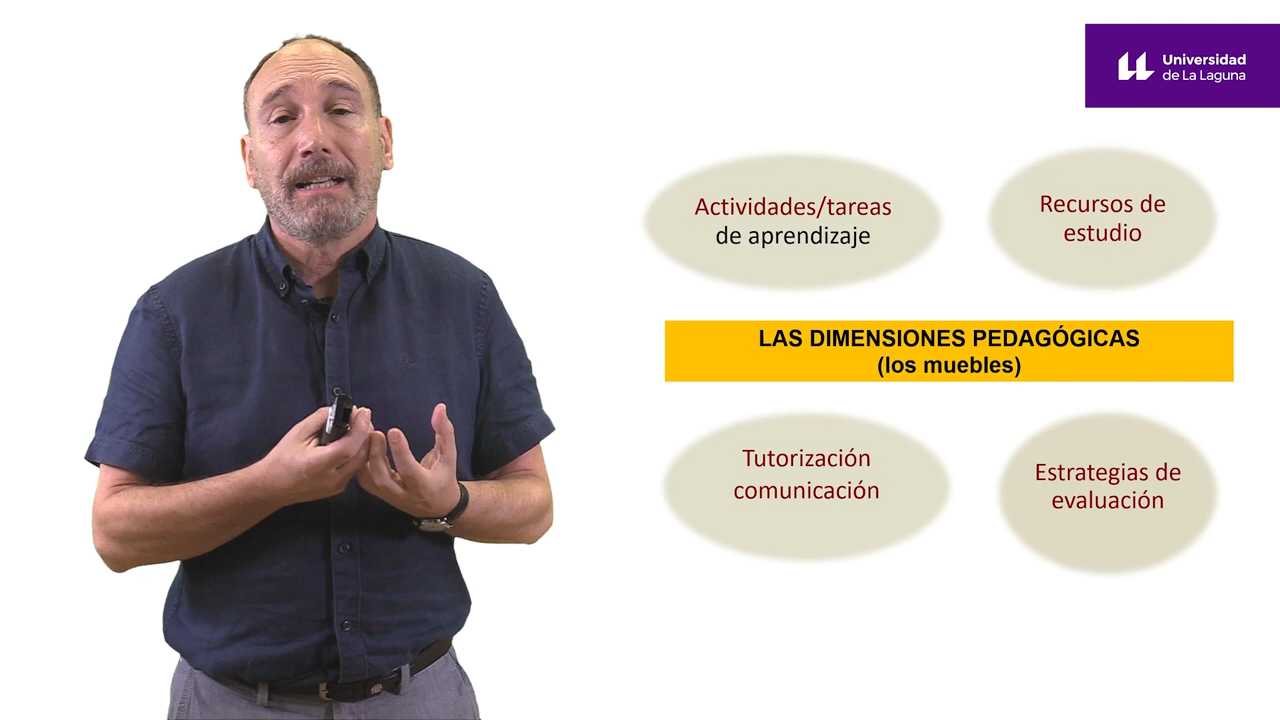 Universidad
de La Laguna
Actividades/tareas
de aprendizaje
Recursos de
estudio
LAS DIMENSIONES PEDAGÓGICAS
(los muebles)
Tutorización
comunicación
Estrategias de
evaluación